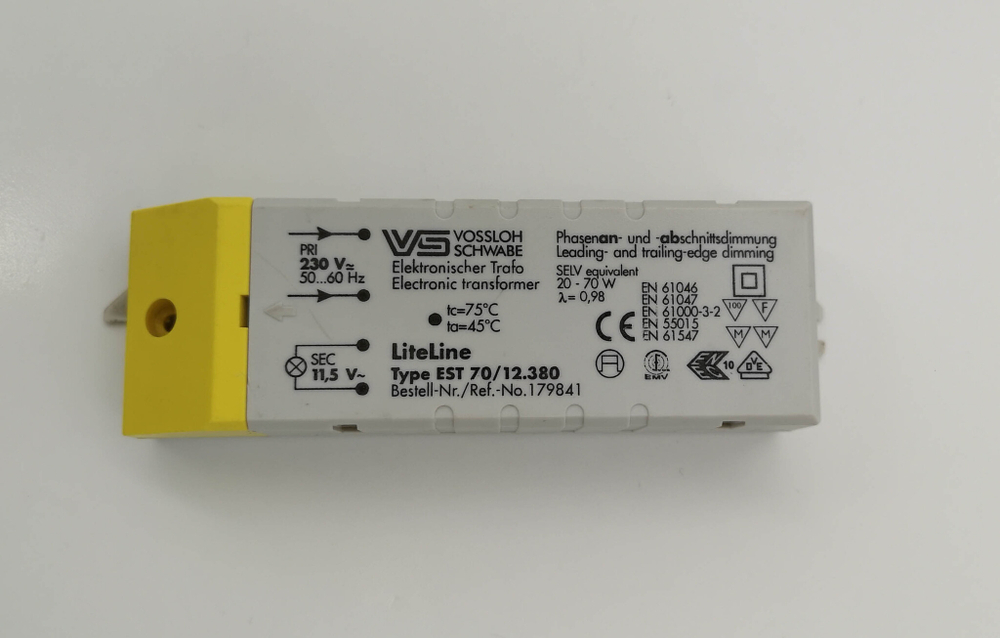 PRI
230 V≂
50...60 Hz
SEC
11,5 V~
VS VOSSLOH
SCHWABE
Elektronischer Trafo
Electronic transformer
tc=75°C
ta=45°C
LiteLine
Type EST 70/12.380
Bestell-Nr./Ref.-No.179841
Phasenan- und -abschnittsdimmung
Leading- and trailing-edge dimming
SELV equivalent
20 - 70 W
λ= 0,98
EN 61046
EN 61047
EN 61000-3-2
EN 55015
EN 61547
CE
100 F
M M
EMV
ENEC 10
VDE